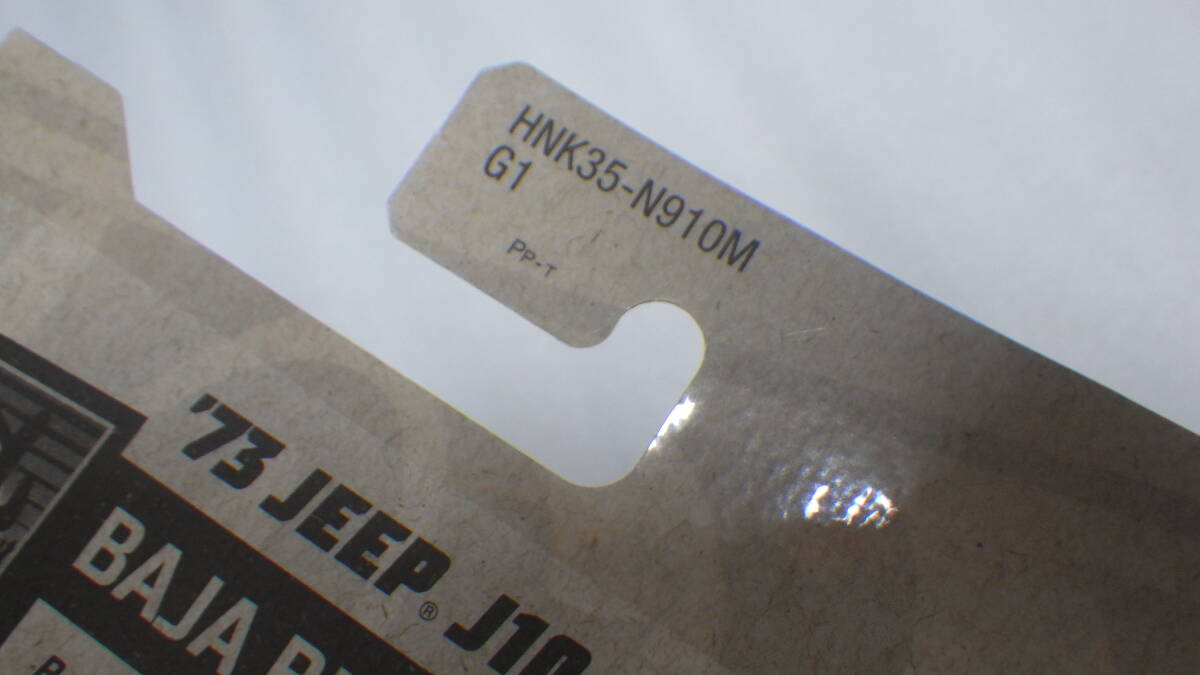 HNK35-N910M
G1
PP-T
'73 JEEP® J10
BAJA